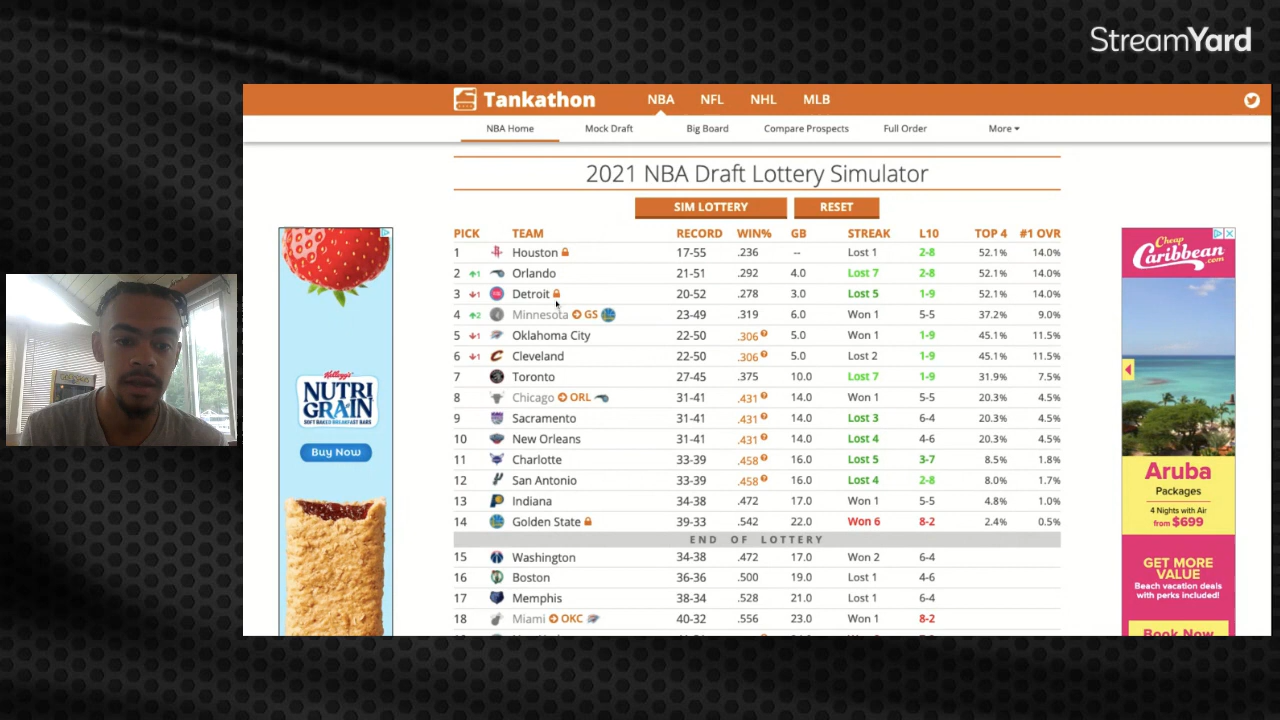 StreamYard
Tankathon NBA NFL NHL MLB
NBA Home Mock Draft Big Board Compare Prospects Full Order More
2021 NBA Draft Lottery Simulator
SIM LOTTERY RESET
PICK TEAM RECORD WIN% GB STREAK L10 TOP 4 #1 OVR
1 Houston 17-55 .236 -- Lost 1 2-8 52.1% 14.0%
2 1 Orlando 21-51 .292 4.0 Lost 7 2-8 52.1% 14.0%
3 1 Detroit 20-52 .278 3.0 Lost 5 1-9 52.1% 14.0%
4 2 Minnesota GS 23-49 .319 6.0 Won 1 5-5 37.2% 9.0%
5 1 Oklahoma City 22-50 .306 5.0 Won 1 1-9 45.1% 11.5%
6 1 Cleveland 22-50 .306 5.0 Lost 2 1-9 45.1% 11.5%
7 Toronto 27-45 .375 10.0 Lost 7 1-9 31.9% 7.5%
8 Chicago ORL 31-41 .431 14.0 Won 1 5-5 20.3% 4.5%
9 Sacramento 31-41 .431 14.0 Lost 3 6-4 20.3% 4.5%
10 New Orleans 31-41 .431 14.0 Lost 4 4-6 20.3% 4.5%
11 Charlotte 33-39 .458 16.0 Lost 5 3-7 8.5% 1.8%
12 San Antonio 33-39 .458 16.0 Lost 4 2-8 8.0% 1.7%
13 Indiana 34-38 .472 17.0 Won 1 5-5 4.8% 1.0%
14 Golden State 39-33 .542 22.0 Won 6 8-2 2.4% 0.5%
END OF LOTTERY
15 Washington 34-38 .472 17.0 Won 2 6-4
16 Boston 36-36 .500 19.0 Lost 1 4-6
17 Memphis 38-34 .528 21.0 Lost 1 6-4
18 Miami OKC 40-32 .556 23.0 Won 1 8-2
Kellogg's
NUTRI
GRAIN
SOFT BAKED BREAKFAST BARS
Buy Now
Cheap
Caribbean.com
Aruba
Packages
4 Nights with Air
from $699
GET MORE
VALUE
Beach vacation deals
with perks included!
Book Now